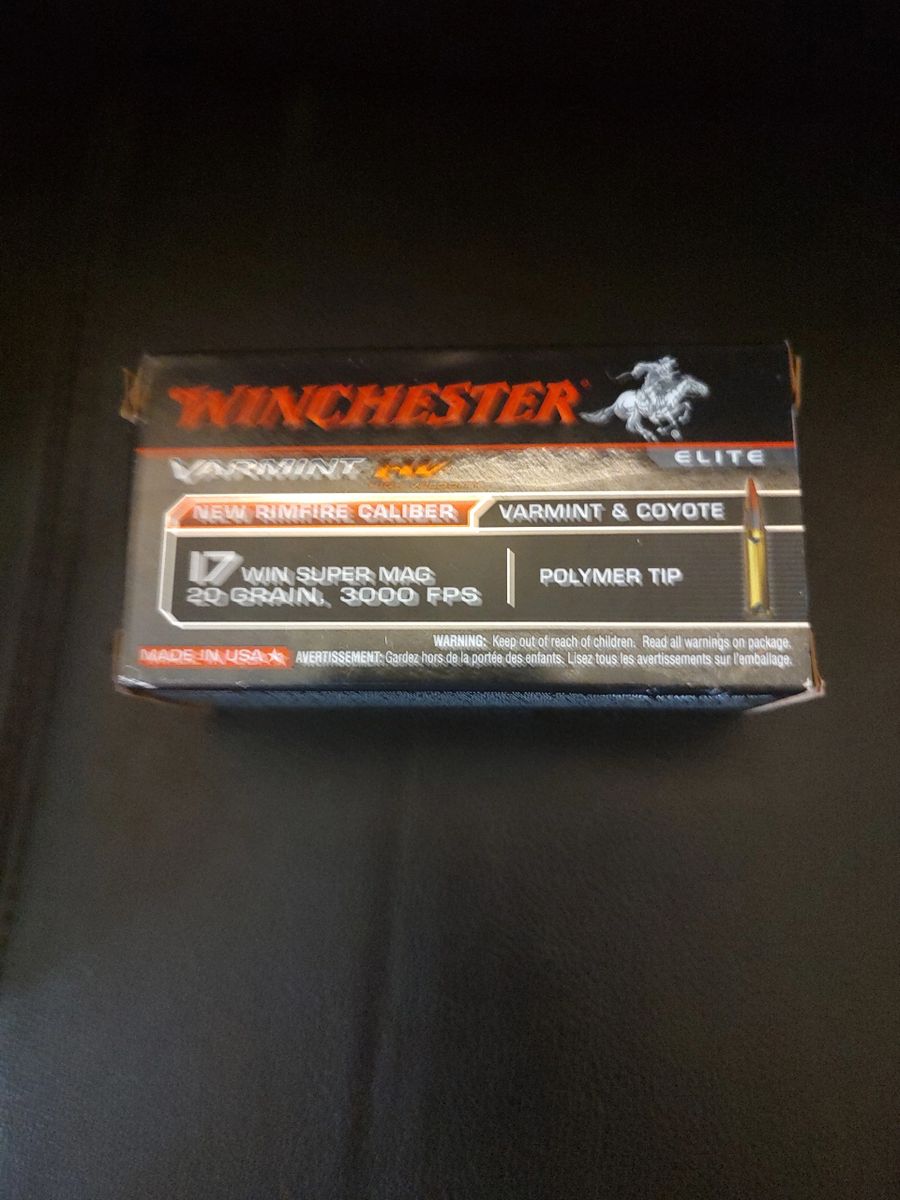 WINCHESTER
ELITE
VARMINT HV
NEW RIMFIRE CALIBER
VARMINT & COYOTE
17 WIN SUPER MAG
20 GRAIN, 3000 FPS
POLYMER TIP
WARNING: Keep out of reach of children. Read all warnings on package.
MADE IN USA
AVERTISSEMENT: Gardez hors de la portée des enfants. Lisez tous les avertissements sur l'emballage.